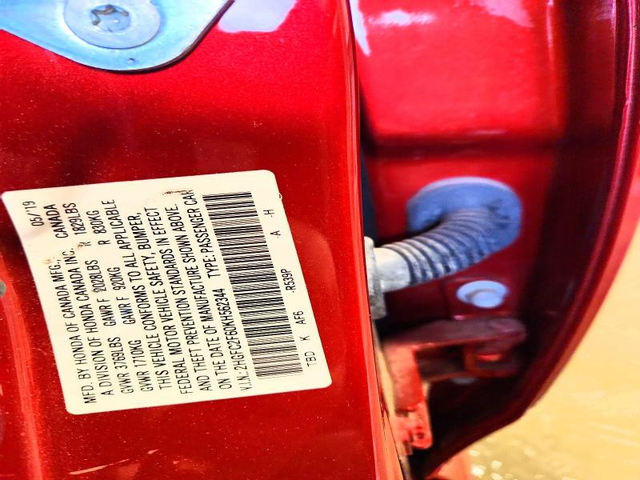 MFD. BY HONDA OF CANADA MFG., 05/19
A DIVISION OF HONDA CANADA INC. CANADA
GVWR 3769LBS GAWR F 2028LBS R 1829LBS
GVWR 1710KG GAWR F 920KG R 830KG
THIS VEHICLE CONFORMS TO ALL APPLICABLE
FEDERAL MOTOR VEHICLE SAFETY, BUMPER,
AND THEFT PREVENTION STANDARDS IN EFFECT
ON THE DATE OF MANUFACTURE SHOWN ABOVE.
V.I.N.: 2HGFC2F60KH562344 TYPE: PASSENGER CAR
-R539P -A -H
TBD K AF6